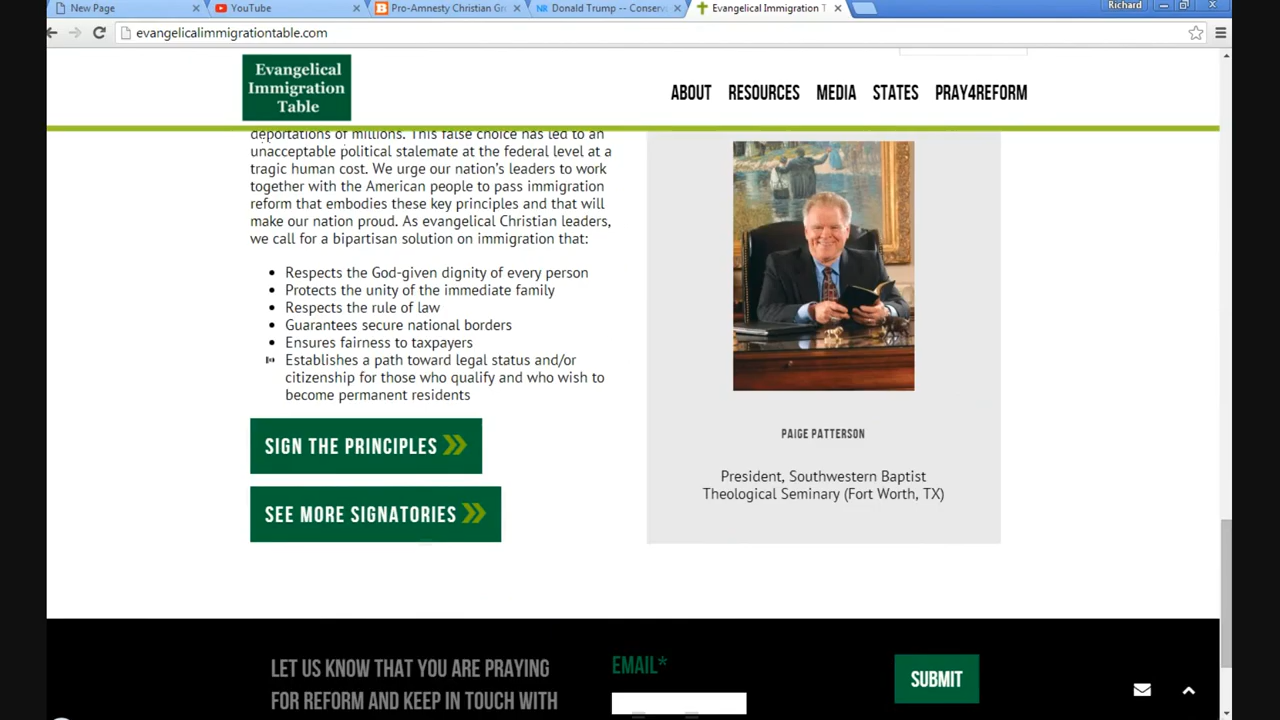 New Page
YouTube
Pro-Amnesty Christian Gr
Donald Trump -- Conserv
Evangelical Immigration T
Richard
evangelicalimmigrationtable.com
Evangelical
Immigration
Table
ABOUT RESOURCES MEDIA STATES PRAY4REFORM
deportations of millions. This false choice has led to an
unacceptable political stalemate at the federal level at a
tragic human cost. We urge our nation's leaders to work
together with the American people to pass immigration
reform that embodies these key principles and that will
make our nation proud. As evangelical Christian leaders,
we call for a bipartisan solution on immigration that:
Respects the God-given dignity of every person
Protects the unity of the immediate family
Respects the rule of law
Guarantees secure national borders
Ensures fairness to taxpayers
Establishes a path toward legal status and/or
citizenship for those who qualify and who wish to
become permanent residents
SIGN THE PRINCIPLES
SEE MORE SIGNATORIES
PAIGE PATTERSON
President, Southwestern Baptist
Theological Seminary (Fort Worth, TX)
LET US KNOW THAT YOU ARE PRAYING
FOR REFORM AND KEEP IN TOUCH WITH
EMAIL*
SUBMIT